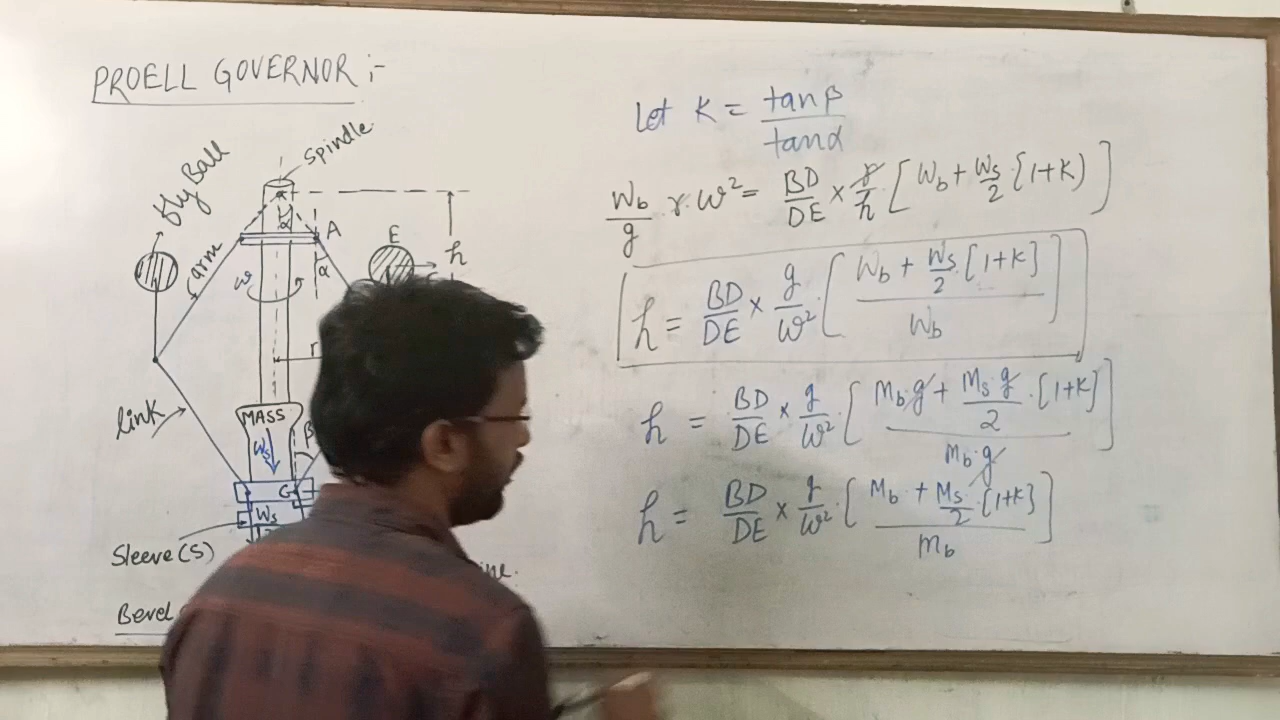 PROELL GOVERNOR :-
Spindle
fly Ball
α
A
E
arm
α
h
ω
r
link
MASS
Ws
β
G
Ws
Sleeve(S)
Bevel
Let K = tanβ/tanα
Wb/g · r·ω² = BD/DE × r/h [Wb + Ws/2 · (1+K)]
h = BD/DE × g/ω² · [(Wb + Ws/2 · [1+K])/Wb]
h = BD/DE × g/ω² · [(Mb·g + Ms·g/2 · [1+K])/Mb·g]
h = BD/DE × g/ω² · [(Mb + Ms/2 · [1+K])/Mb]